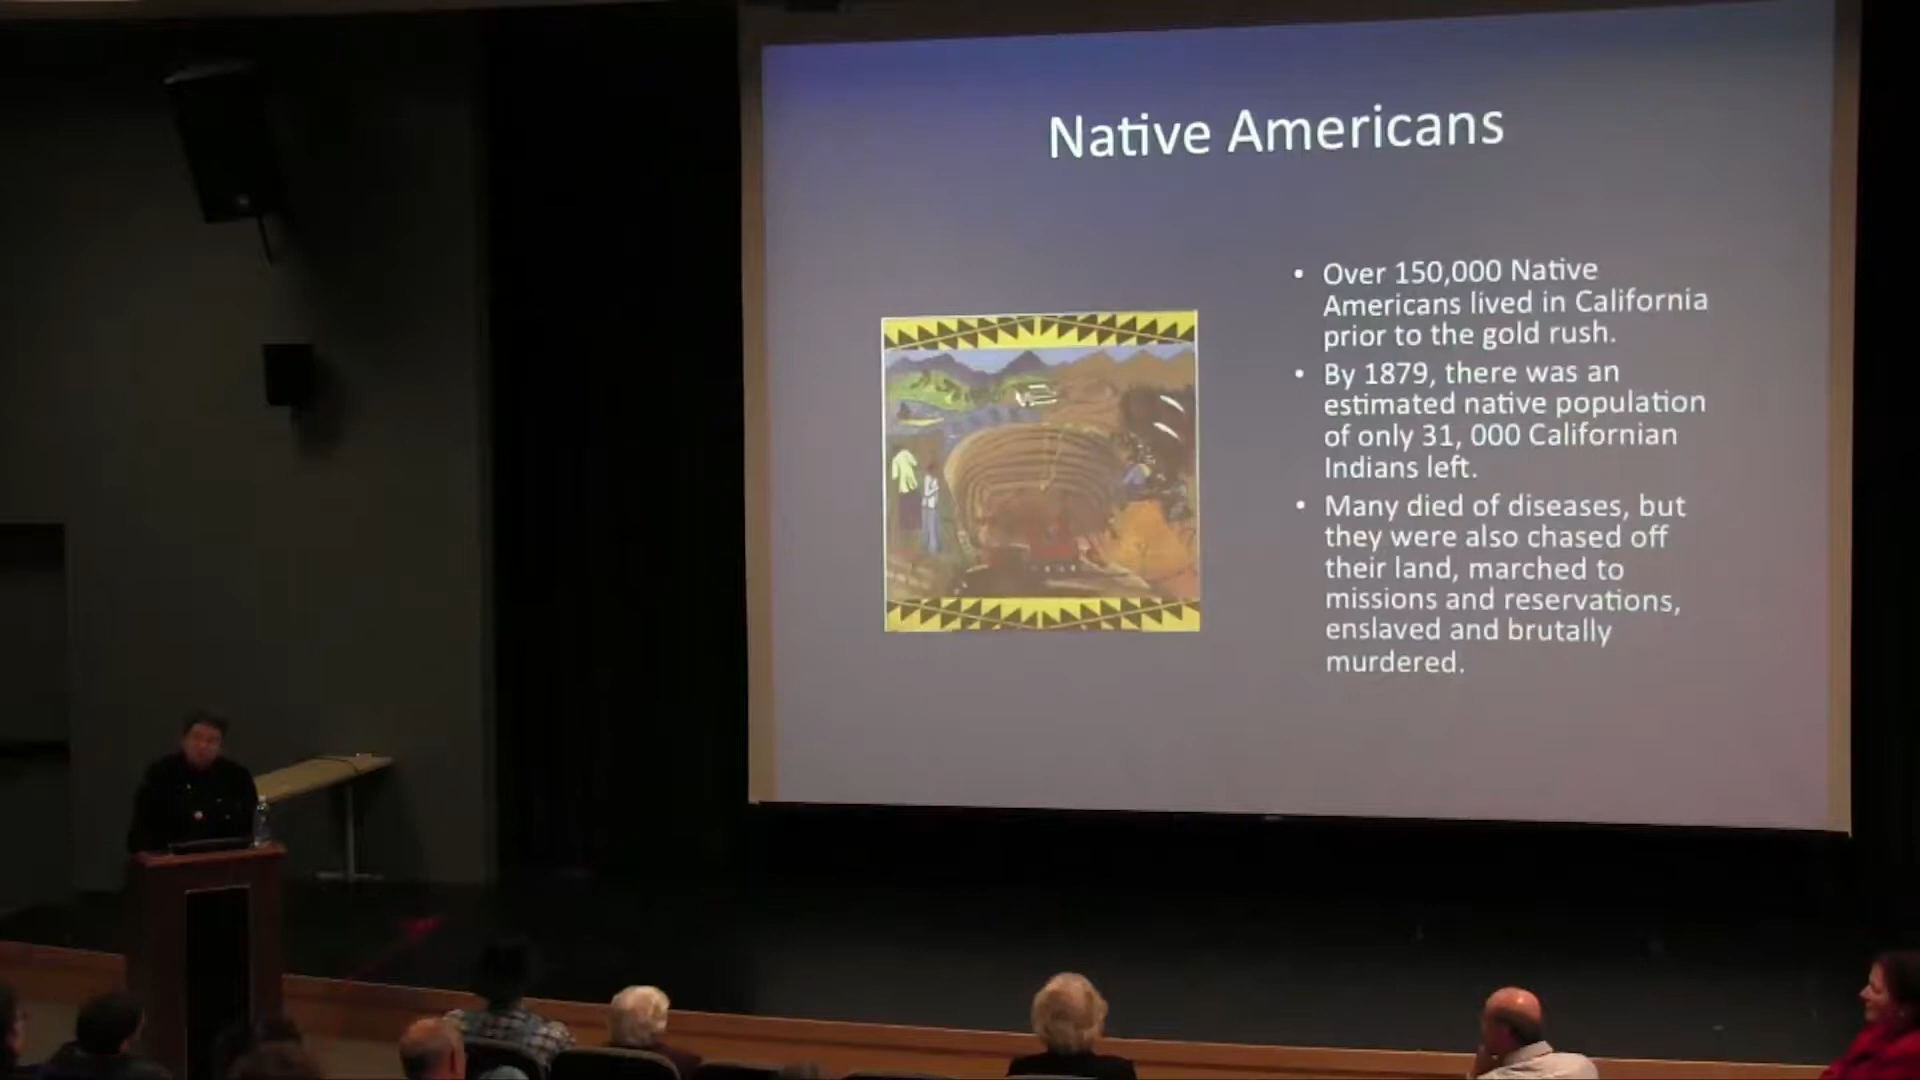 Native Americans
• Over 150,000 Native
Americans lived in California
prior to the gold rush.
• By 1879, there was an
estimated native population
of only 31, 000 Californian
Indians left.
• Many died of diseases, but
they were also chased off
their land, marched to
missions and reservations,
enslaved and brutally
murdered.